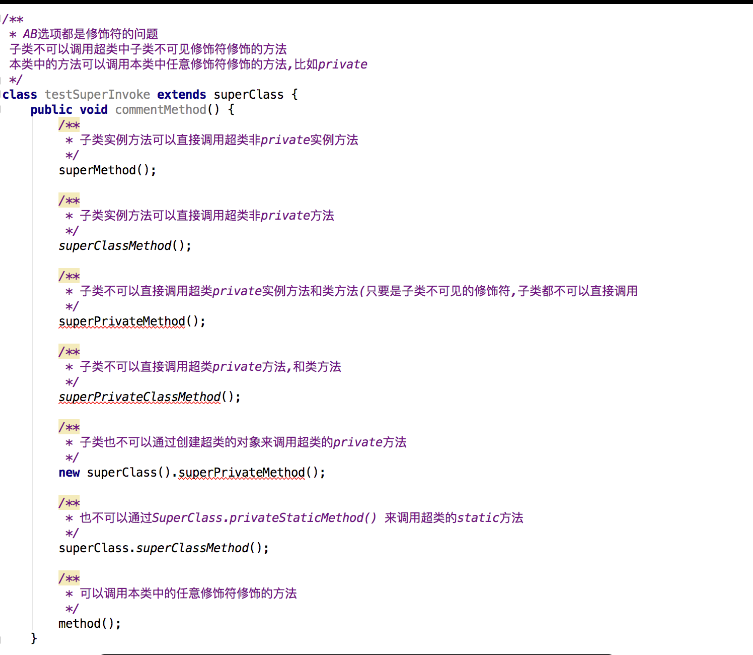 /**
* AB选项都是修饰符的问题
子类不可以调用超类中子类不可见修饰符修饰的方法
本类中的方法可以调用本类中任意修饰符修饰的方法,比如private
*/
class testSuperInvoke extends superClass {
public void commentMethod() {
/**
* 子类实例方法可以直接调用超类非private实例方法
*/
superMethod();
/**
* 子类实例方法可以直接调用超类非private方法
*/
superClassMethod();
/**
* 子类不可以直接调用超类private实例方法和类方法(只要是子类不可见的修饰符,子类都不可以直接调用
*/
superPrivateMethod();
/**
* 子类不可以直接调用超类private方法,和类方法
*/
superPrivateClassMethod();
/**
* 子类也不可以通过创建超类的对象来调用超类的private方法
*/
new superClass().superPrivateMethod();
/**
* 也不可以通过SuperClass.privateStaticMethod() 来调用超类的static方法
*/
superClass.superClassMethod();
/**
* 可以调用本类中的任意修饰符修饰的方法
*/
method();
}